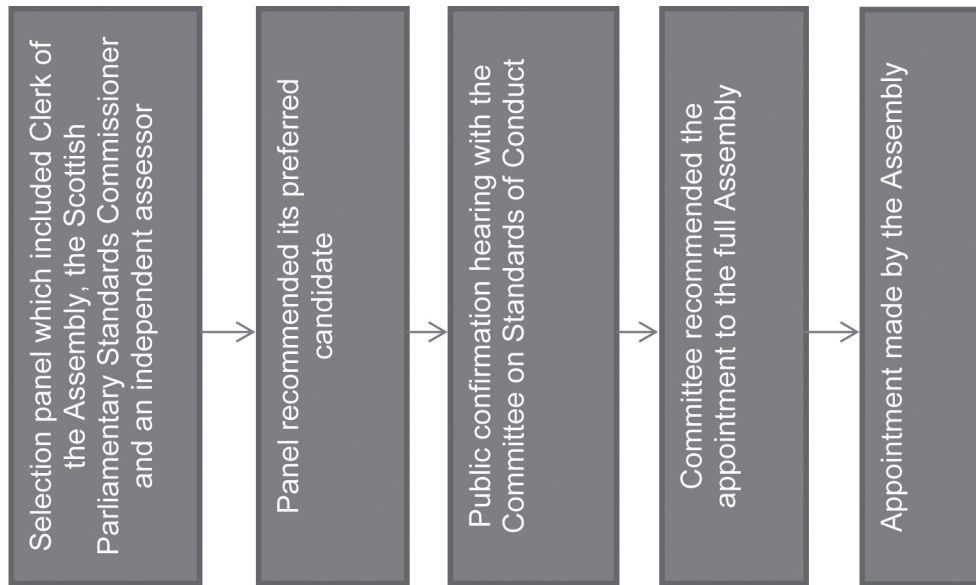 Selection panel which included Clerk of
the Assembly, the Scottish
Parliamentary Standards Commissioner
and an independent assessor
Panel recommended its preferred
candidate
Public confirmation hearing with the
Committee on Standards of Conduct
Committee recommended the
appointment to the full Assembly
Appointment made by the Assembly